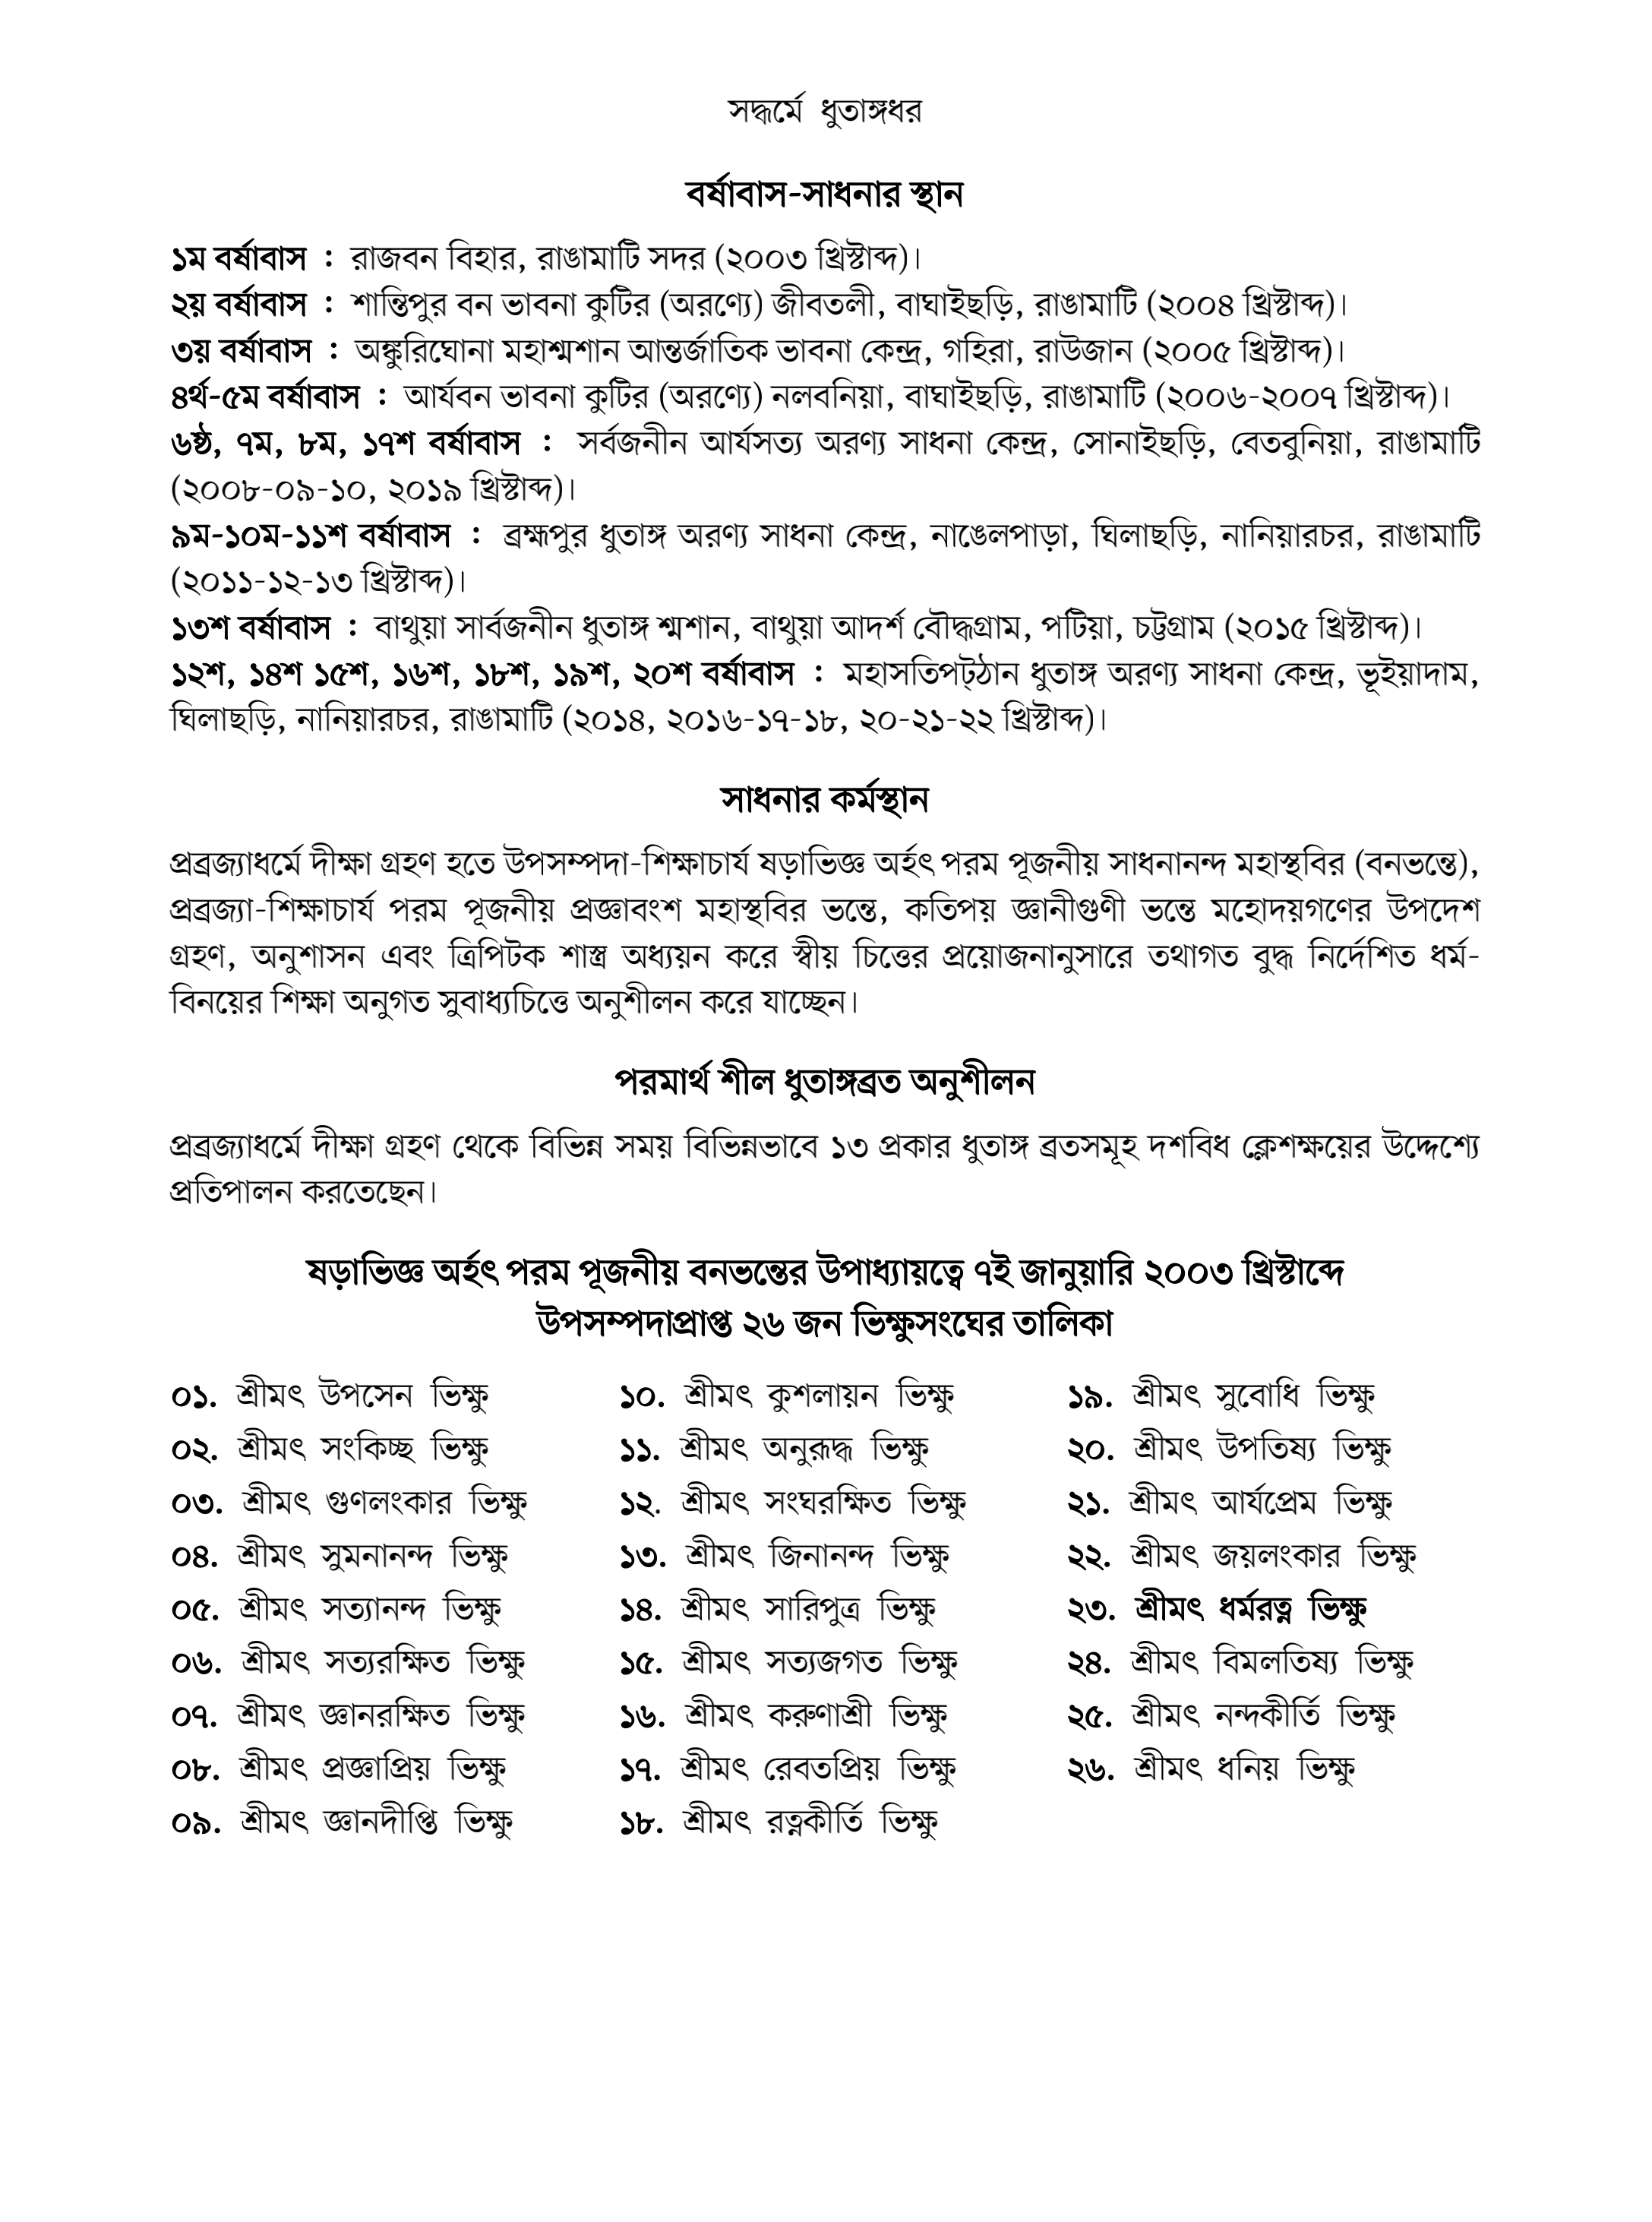 সদ্ধর্মে ধুতাঙ্গধর
বর্ষাবাস-সাধনার স্থান
১ম বর্ষাবাস : রাজবন বিহার, রাঙামাটি সদর (২০০৩ খ্রিস্টাব্দ)।
২য় বর্ষাবাস : শান্তিপুর বন ভাবনা কুটির (অরণ্যে) জীবতলী, বাঘাইছড়ি, রাঙামাটি (২০০৪ খ্রিস্টাব্দ)।
৩য় বর্ষাবাস : অঙ্কুরিঘোনা মহাশ্মশান আন্তর্জাতিক ভাবনা কেন্দ্র, গহিরা, রাউজান (২০০৫ খ্রিস্টাব্দ)।
৪র্থ-৫ম বর্ষাবাস : আর্যবন ভাবনা কুটির (অরণ্যে) নলবনিয়া, বাঘাইছড়ি, রাঙামাটি (২০০৬-২০০৭ খ্রিস্টাব্দ)।
৬ষ্ঠ, ৭ম, ৮ম, ১৭শ বর্ষাবাস : সর্বজনীন আর্যসত্য অরণ্য সাধনা কেন্দ্র, সোনাইছড়ি, বেতবুনিয়া, রাঙামাটি
(২০০৮-০৯-১০, ২০১৯ খ্রিস্টাব্দ)।
৯ম-১০ম-১১শ বর্ষাবাস : ব্রহ্মপুর ধুতাঙ্গ অরণ্য সাধনা কেন্দ্র, নাঙেলপাড়া, ঘিলাছড়ি, নানিয়ারচর, রাঙামাটি
(২০১১-১২-১৩ খ্রিস্টাব্দ)।
১৩শ বর্ষাবাস : বাথুয়া সার্বজনীন ধুতাঙ্গ শ্মশান, বাথুয়া আদর্শ বৌদ্ধগ্রাম, পটিয়া, চট্টগ্রাম (২০১৫ খ্রিস্টাব্দ)।
১২শ, ১৪শ ১৫শ, ১৬শ, ১৮শ, ১৯শ, ২০শ বর্ষাবাস : মহাসতিপট্ঠান ধুতাঙ্গ অরণ্য সাধনা কেন্দ্র, ভূইয়াদাম,
ঘিলাছড়ি, নানিয়ারচর, রাঙামাটি (২০১৪, ২০১৬-১৭-১৮, ২০-২১-২২ খ্রিস্টাব্দ)।
সাধনার কর্মস্থান
প্রব্রজ্যাধর্মে দীক্ষা গ্রহণ হতে উপসম্পদা-শিক্ষাচার্য ষড়াভিজ্ঞ অর্হৎ পরম পূজনীয় সাধনানন্দ মহাস্থবির (বনভন্তে),
প্রব্রজ্যা-শিক্ষাচার্য পরম পূজনীয় প্রজ্ঞাবংশ মহাস্থবির ভন্তে, কতিপয় জ্ঞানীগুণী ভন্তে মহোদয়গণের উপদেশ
গ্রহণ, অনুশাসন এবং ত্রিপিটক শাস্ত্র অধ্যয়ন করে স্বীয় চিত্তের প্রয়োজনানুসারে তথাগত বুদ্ধ নির্দেশিত ধর্ম-
বিনয়ের শিক্ষা অনুগত সুবাধ্যচিত্তে অনুশীলন করে যাচ্ছেন।
পরমার্থ শীল ধুতাঙ্গব্রত অনুশীলন
প্রব্রজ্যাধর্মে দীক্ষা গ্রহণ থেকে বিভিন্ন সময় বিভিন্নভাবে ১৩ প্রকার ধুতাঙ্গ ব্রতসমূহ দশবিধ ক্লেশক্ষয়ের উদ্দেশ্যে
প্রতিপালন করতেছেন।
ষড়াভিজ্ঞ অর্হৎ পরম পূজনীয় বনভন্তের উপাধ্যায়ত্বে ৭ই জানুয়ারি ২০০৩ খ্রিস্টাব্দে
উপসম্পদাপ্রাপ্ত ২৬ জন ভিক্ষুসংঘের তালিকা
০১. শ্রীমৎ উপসেন ভিক্ষু
০২. শ্রীমৎ সংকিচ্ছ ভিক্ষু
০৩. শ্রীমৎ গুণলংকার ভিক্ষু
০৪. শ্রীমৎ সুমনানন্দ ভিক্ষু
০৫. শ্রীমৎ সত্যানন্দ ভিক্ষু
০৬. শ্রীমৎ সত্যরক্ষিত ভিক্ষু
০৭. শ্রীমৎ জ্ঞানরক্ষিত ভিক্ষু
০৮. শ্রীমৎ প্রজ্ঞাপ্রিয় ভিক্ষু
০৯. শ্রীমৎ জ্ঞানদীপ্তি ভিক্ষু
১০. শ্রীমৎ কুশলায়ন ভিক্ষু
১১. শ্রীমৎ অনুরূদ্ধ ভিক্ষু
১২. শ্রীমৎ সংঘরক্ষিত ভিক্ষু
১৩. শ্রীমৎ জিনানন্দ ভিক্ষু
১৪. শ্রীমৎ সারিপুত্র ভিক্ষু
১৫. শ্রীমৎ সত্যজগত ভিক্ষু
১৬. শ্রীমৎ করুণাশ্রী ভিক্ষু
১৭. শ্রীমৎ রেবতপ্রিয় ভিক্ষু
১৮. শ্রীমৎ রত্নকীর্তি ভিক্ষু
১৯. শ্রীমৎ সুবোধি ভিক্ষু
২০. শ্রীমৎ উপতিষ্য ভিক্ষু
২১. শ্রীমৎ আর্যপ্রেম ভিক্ষু
২২. শ্রীমৎ জয়লংকার ভিক্ষু
২৩. শ্রীমৎ ধর্মরত্ন ভিক্ষু
২৪. শ্রীমৎ বিমলতিষ্য ভিক্ষু
২৫. শ্রীমৎ নন্দকীর্তি ভিক্ষু
২৬. শ্রীমৎ ধনিয় ভিক্ষু